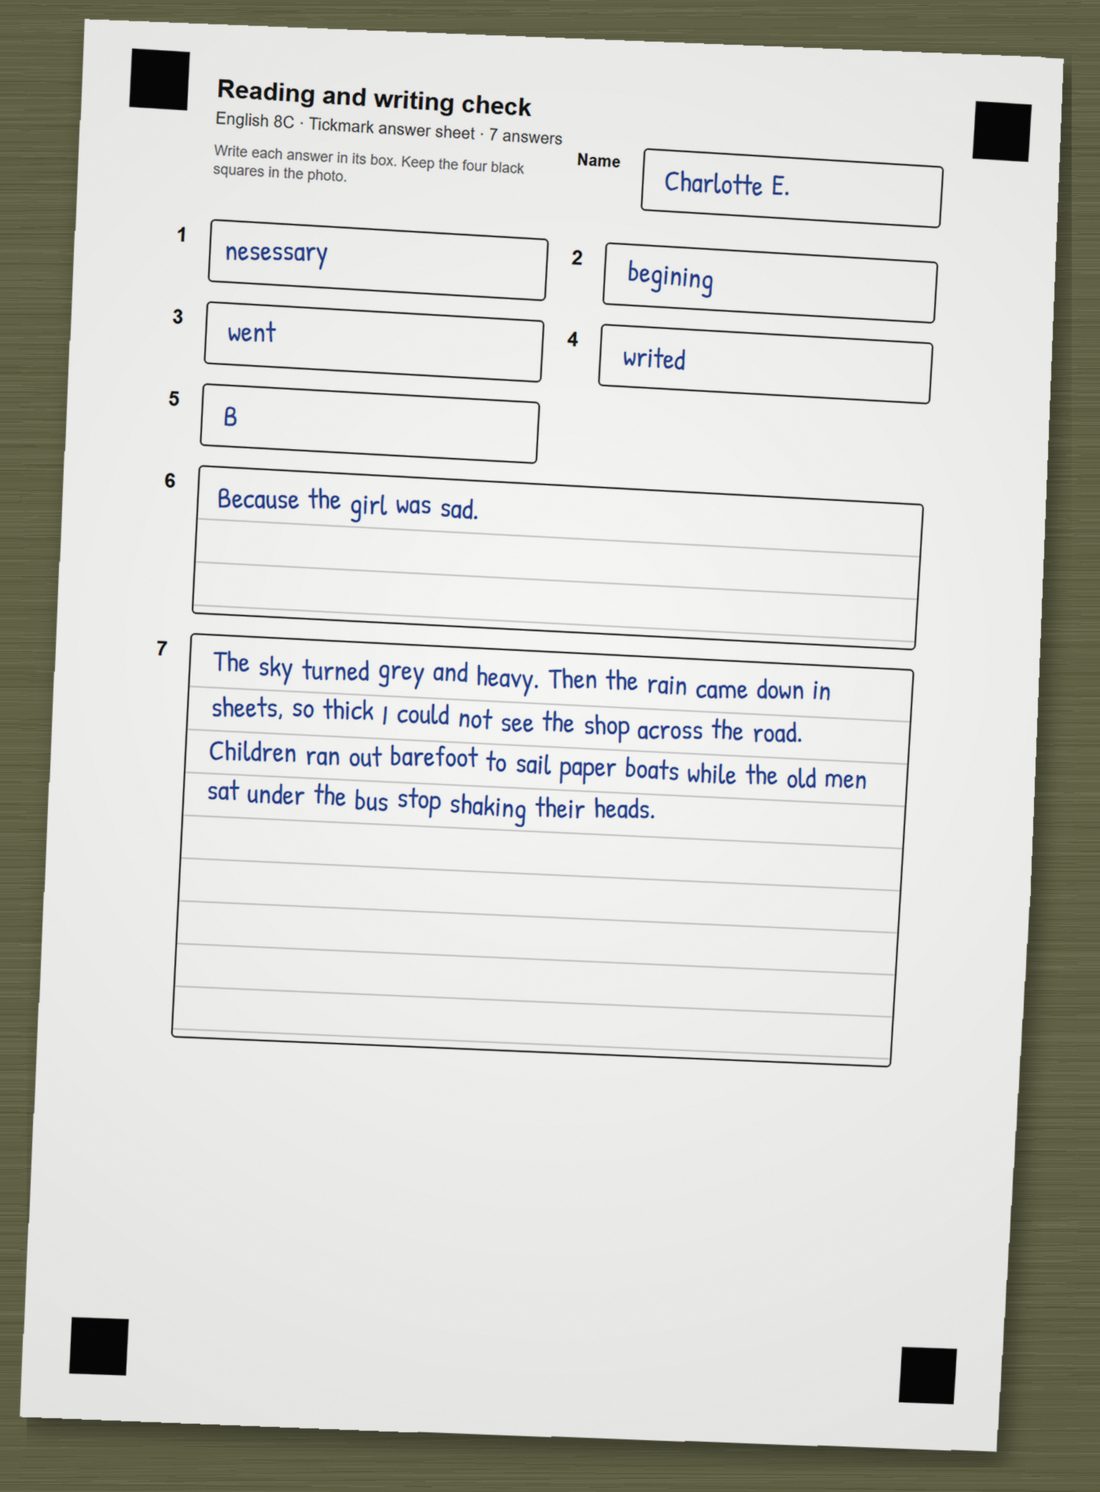 Reading and writing check
English 8C · Tickmark answer sheet · 7 answers
Write each answer in its box. Keep the four black
squares in the photo.
Name
Charlotte E.
1
nesessary
2
begining
3
went
4
writed
5
B
6
Because the girl was sad.
7
The sky turned grey and heavy. Then the rain came down in
sheets, so thick I could not see the shop across the road.
Children ran out barefoot to sail paper boats while the old men
sat under the bus stop shaking their heads.